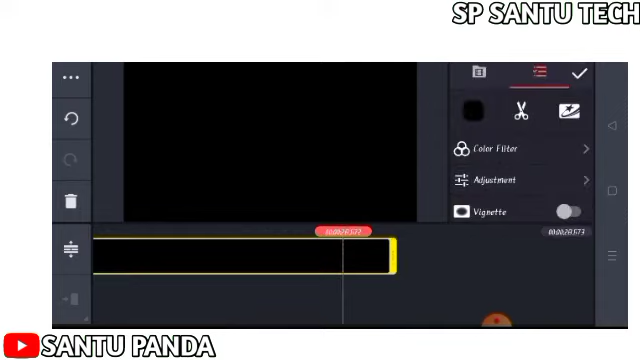 SP SANTU TECH
Color Filter
Adjustment
Vignette
SANTU PANDA